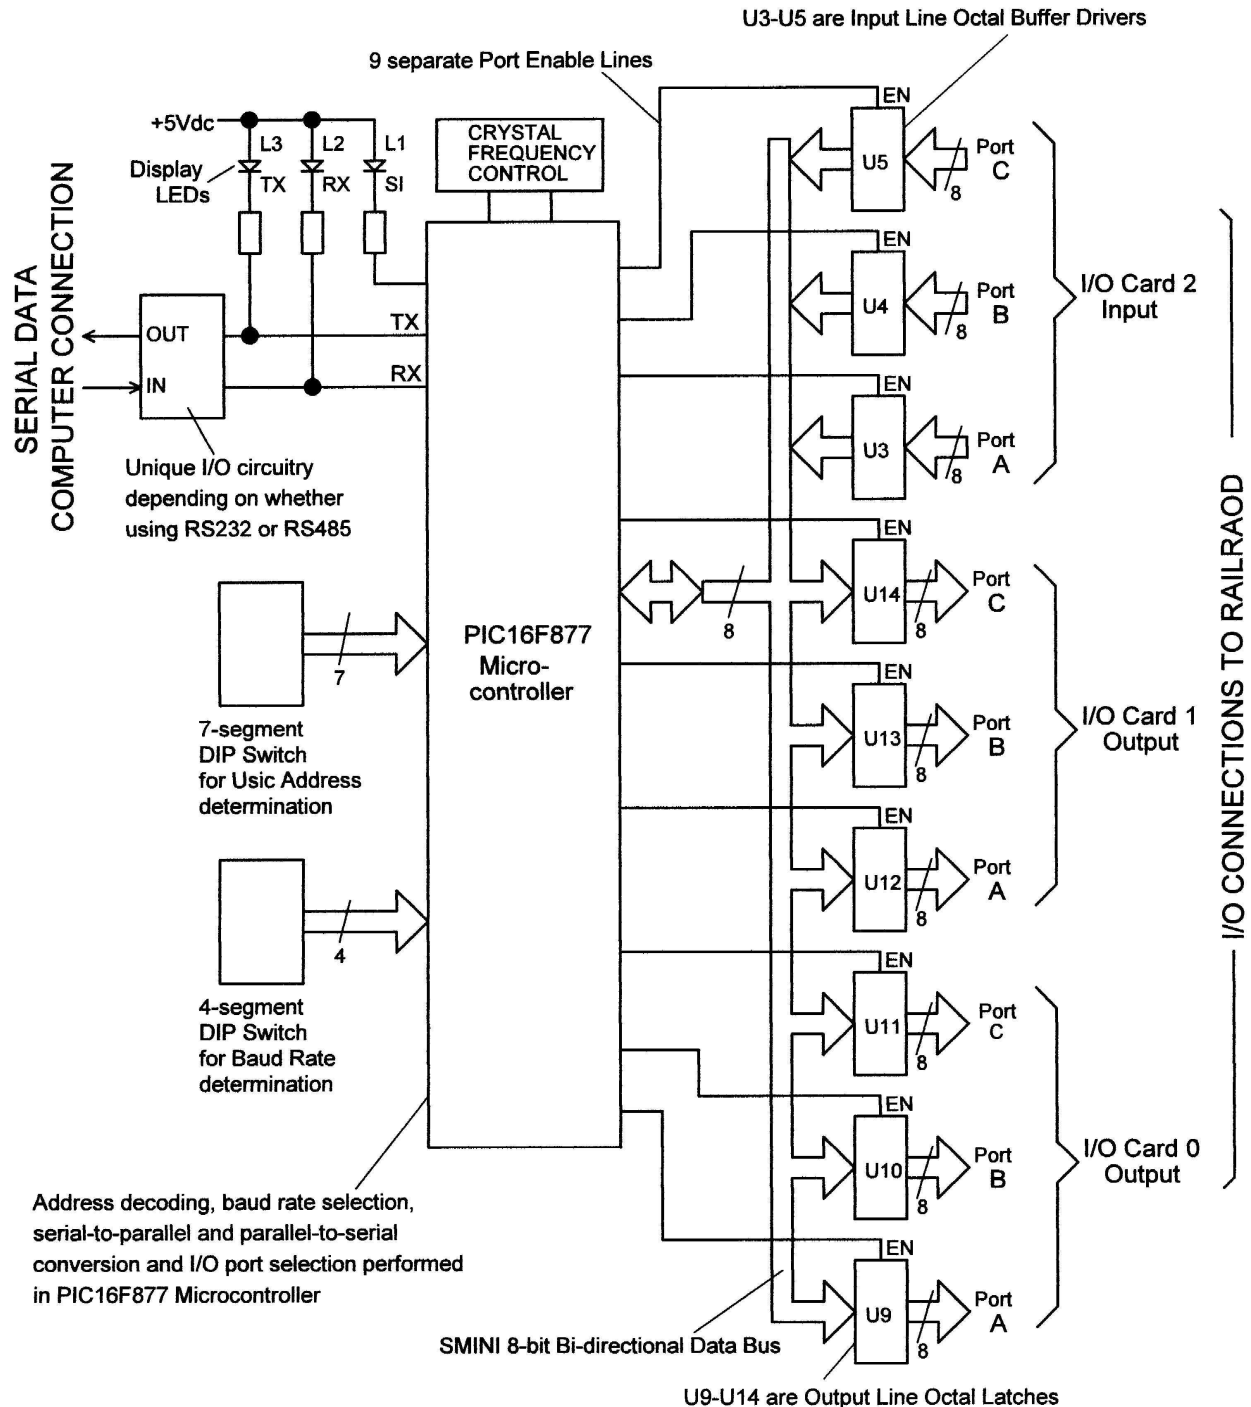 U3-U5 are Input Line Octal Buffer Drivers
9 separate Port Enable Lines
+5Vdc
L3
L2
L1
Display
LEDs
TX
RX
SI
CRYSTAL
FREQUENCY
CONTROL
SERIAL DATA
COMPUTER CONNECTION
OUT
IN
TX
RX
Unique I/O circuitry
depending on whether
using RS232 or RS485
7
7-segment
DIP Switch
for Usic Address
determination
4
4-segment
DIP Switch
for Baud Rate
determination
PIC16F877
Micro-
controller
Address decoding, baud rate selection,
serial-to-parallel and parallel-to-serial
conversion and I/O port selection performed
in PIC16F877 Microcontroller
8
EN
U5
8
Port
C
EN
U4
8
Port
B
EN
U3
8
Port
A
I/O Card 2
Input
EN
U14
8
Port
C
EN
U13
8
Port
B
EN
U12
8
Port
A
I/O Card 1
Output
EN
U11
8
Port
C
EN
U10
8
Port
B
EN
U9
8
Port
A
I/O Card 0
Output
I/O CONNECTIONS TO RAILRAOD
SMINI 8-bit Bi-directional Data Bus
U9-U14 are Output Line Octal Latches